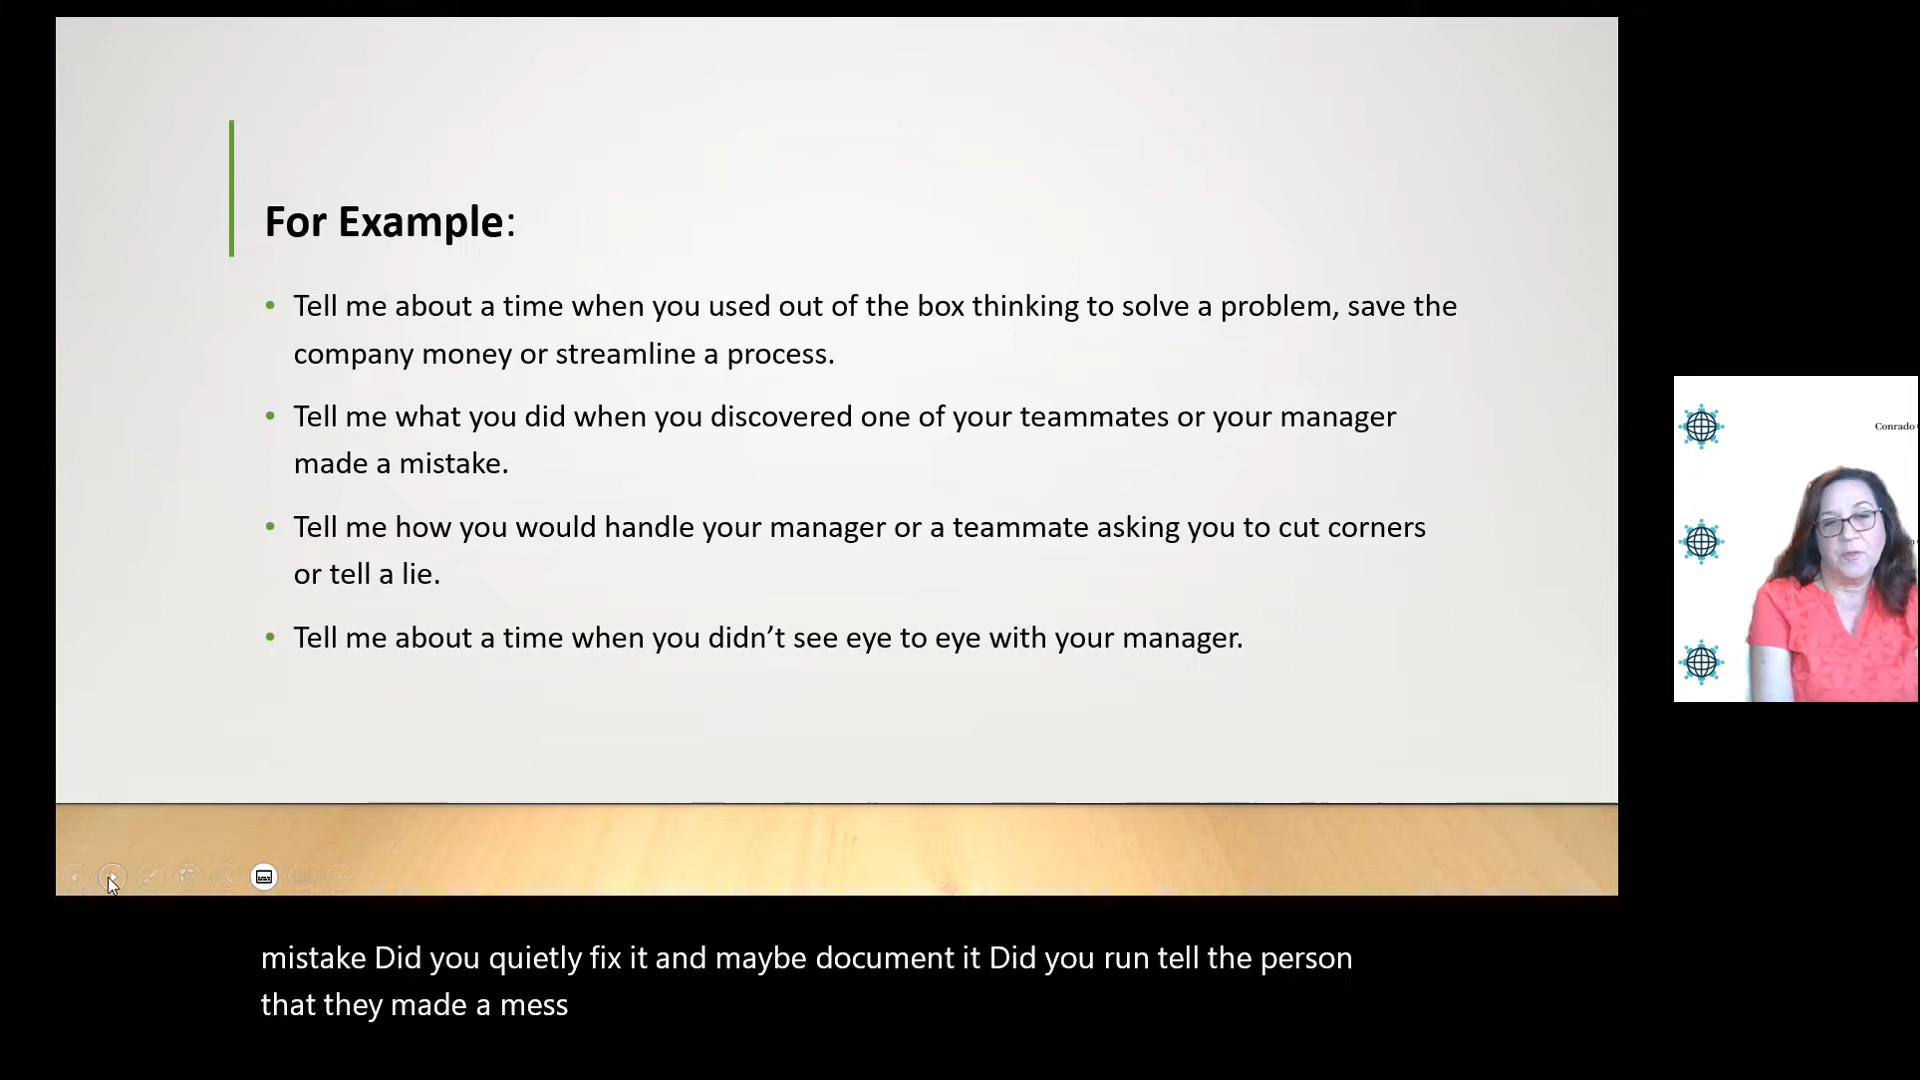 For Example:
• Tell me about a time when you used out of the box thinking to solve a problem, save the
company money or streamline a process.
• Tell me what you did when you discovered one of your teammates or your manager
made a mistake.
• Tell me how you would handle your manager or a teammate asking you to cut corners
or tell a lie.
• Tell me about a time when you didn’t see eye to eye with your manager.
Conrado
mistake Did you quietly fix it and maybe document it Did you run tell the person
that they made a mess